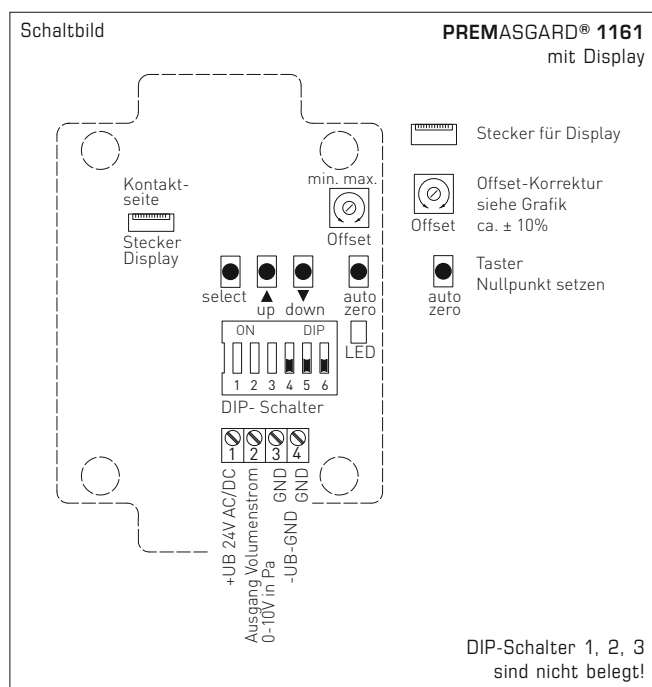 Schaltbild
PREMASGARD® 1161
mit Display
Kontakt-
seite
Stecker
Display
min. max.
Offset
Stecker für Display
Offset
Offset-Korrektur
siehe Grafik
ca. ± 10%
select
up
down
auto
zero
auto
zero
Taster
Nullpunkt setzen
ON DIP
1 2 3 4 5 6
LED
DIP- Schalter
1 2 3 4
+UB 24V AC/DC
Ausgang Volumenstrom
0-10V in Pa
GND
-UB-GND GND
DIP-Schalter 1, 2, 3
sind nicht belegt!